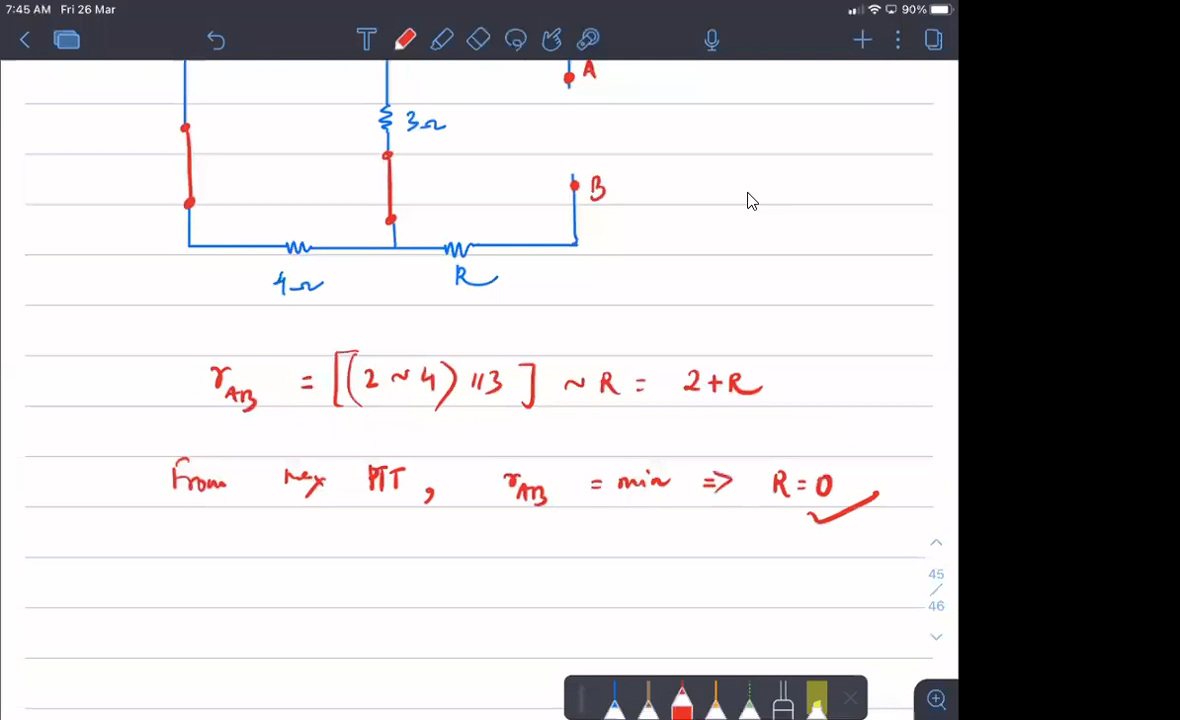 7:45 AM Fri 26 Mar
90%
T
A
3Ω
B
4Ω
R
r_AB = [(2 ~ 4) 11 3] ~ R = 2 + R
From Max PTT, r_AB = min => R = 0
45
/
46